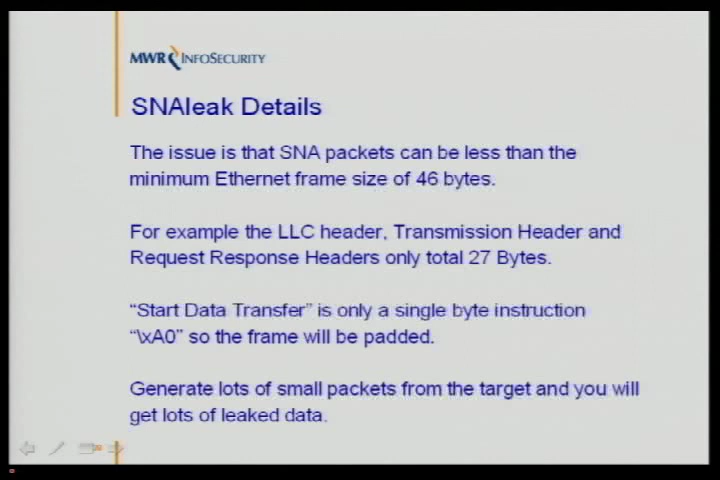 MWR INFOSECURITY
SNAleak Details
The issue is that SNA packets can be less than the
minimum Ethernet frame size of 46 bytes.
For example the LLC header, Transmission Header and
Request Response Headers only total 27 Bytes.
“Start Data Transfer” is only a single byte instruction
“\xA0” so the frame will be padded.
Generate lots of small packets from the target and you will
get lots of leaked data.